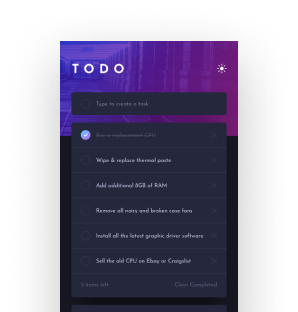 TODO
Type to create a task
Buy a replacement CPU
Wipe & replace thermal paste
Add additional 8GB of RAM
Remove all noisy and broken case fans
Install all the latest graphic driver software
Sell the old CPU on Ebay or Craigslist
5 items left Clear Completed